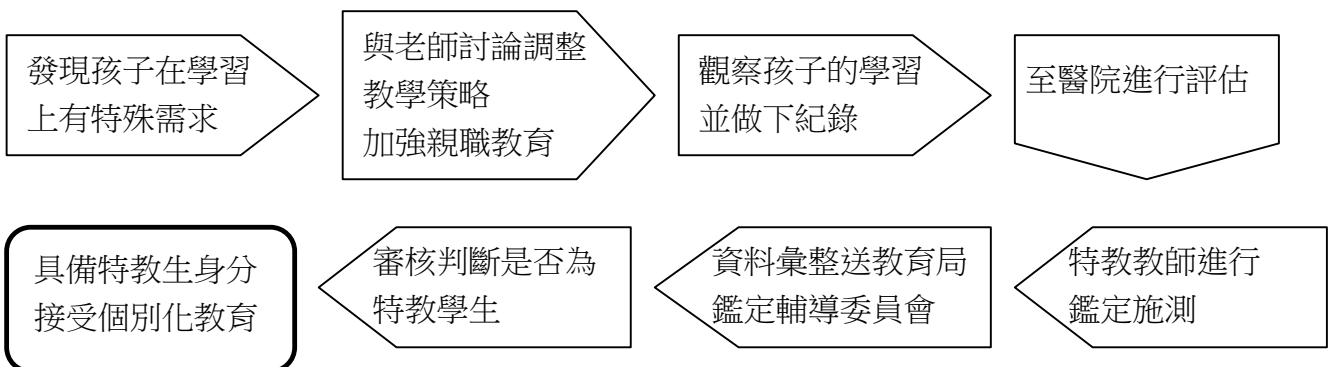 發現孩子在學習
上有特殊需求
與老師討論調整
教學策略
加強親職教育
觀察孩子的學習
並做下紀錄
至醫院進行評估
特教教師進行
鑑定施測
資料彙整送教育局
鑑定輔導委員會
審核判斷是否為
特教學生
具備特教生身分
接受個別化教育